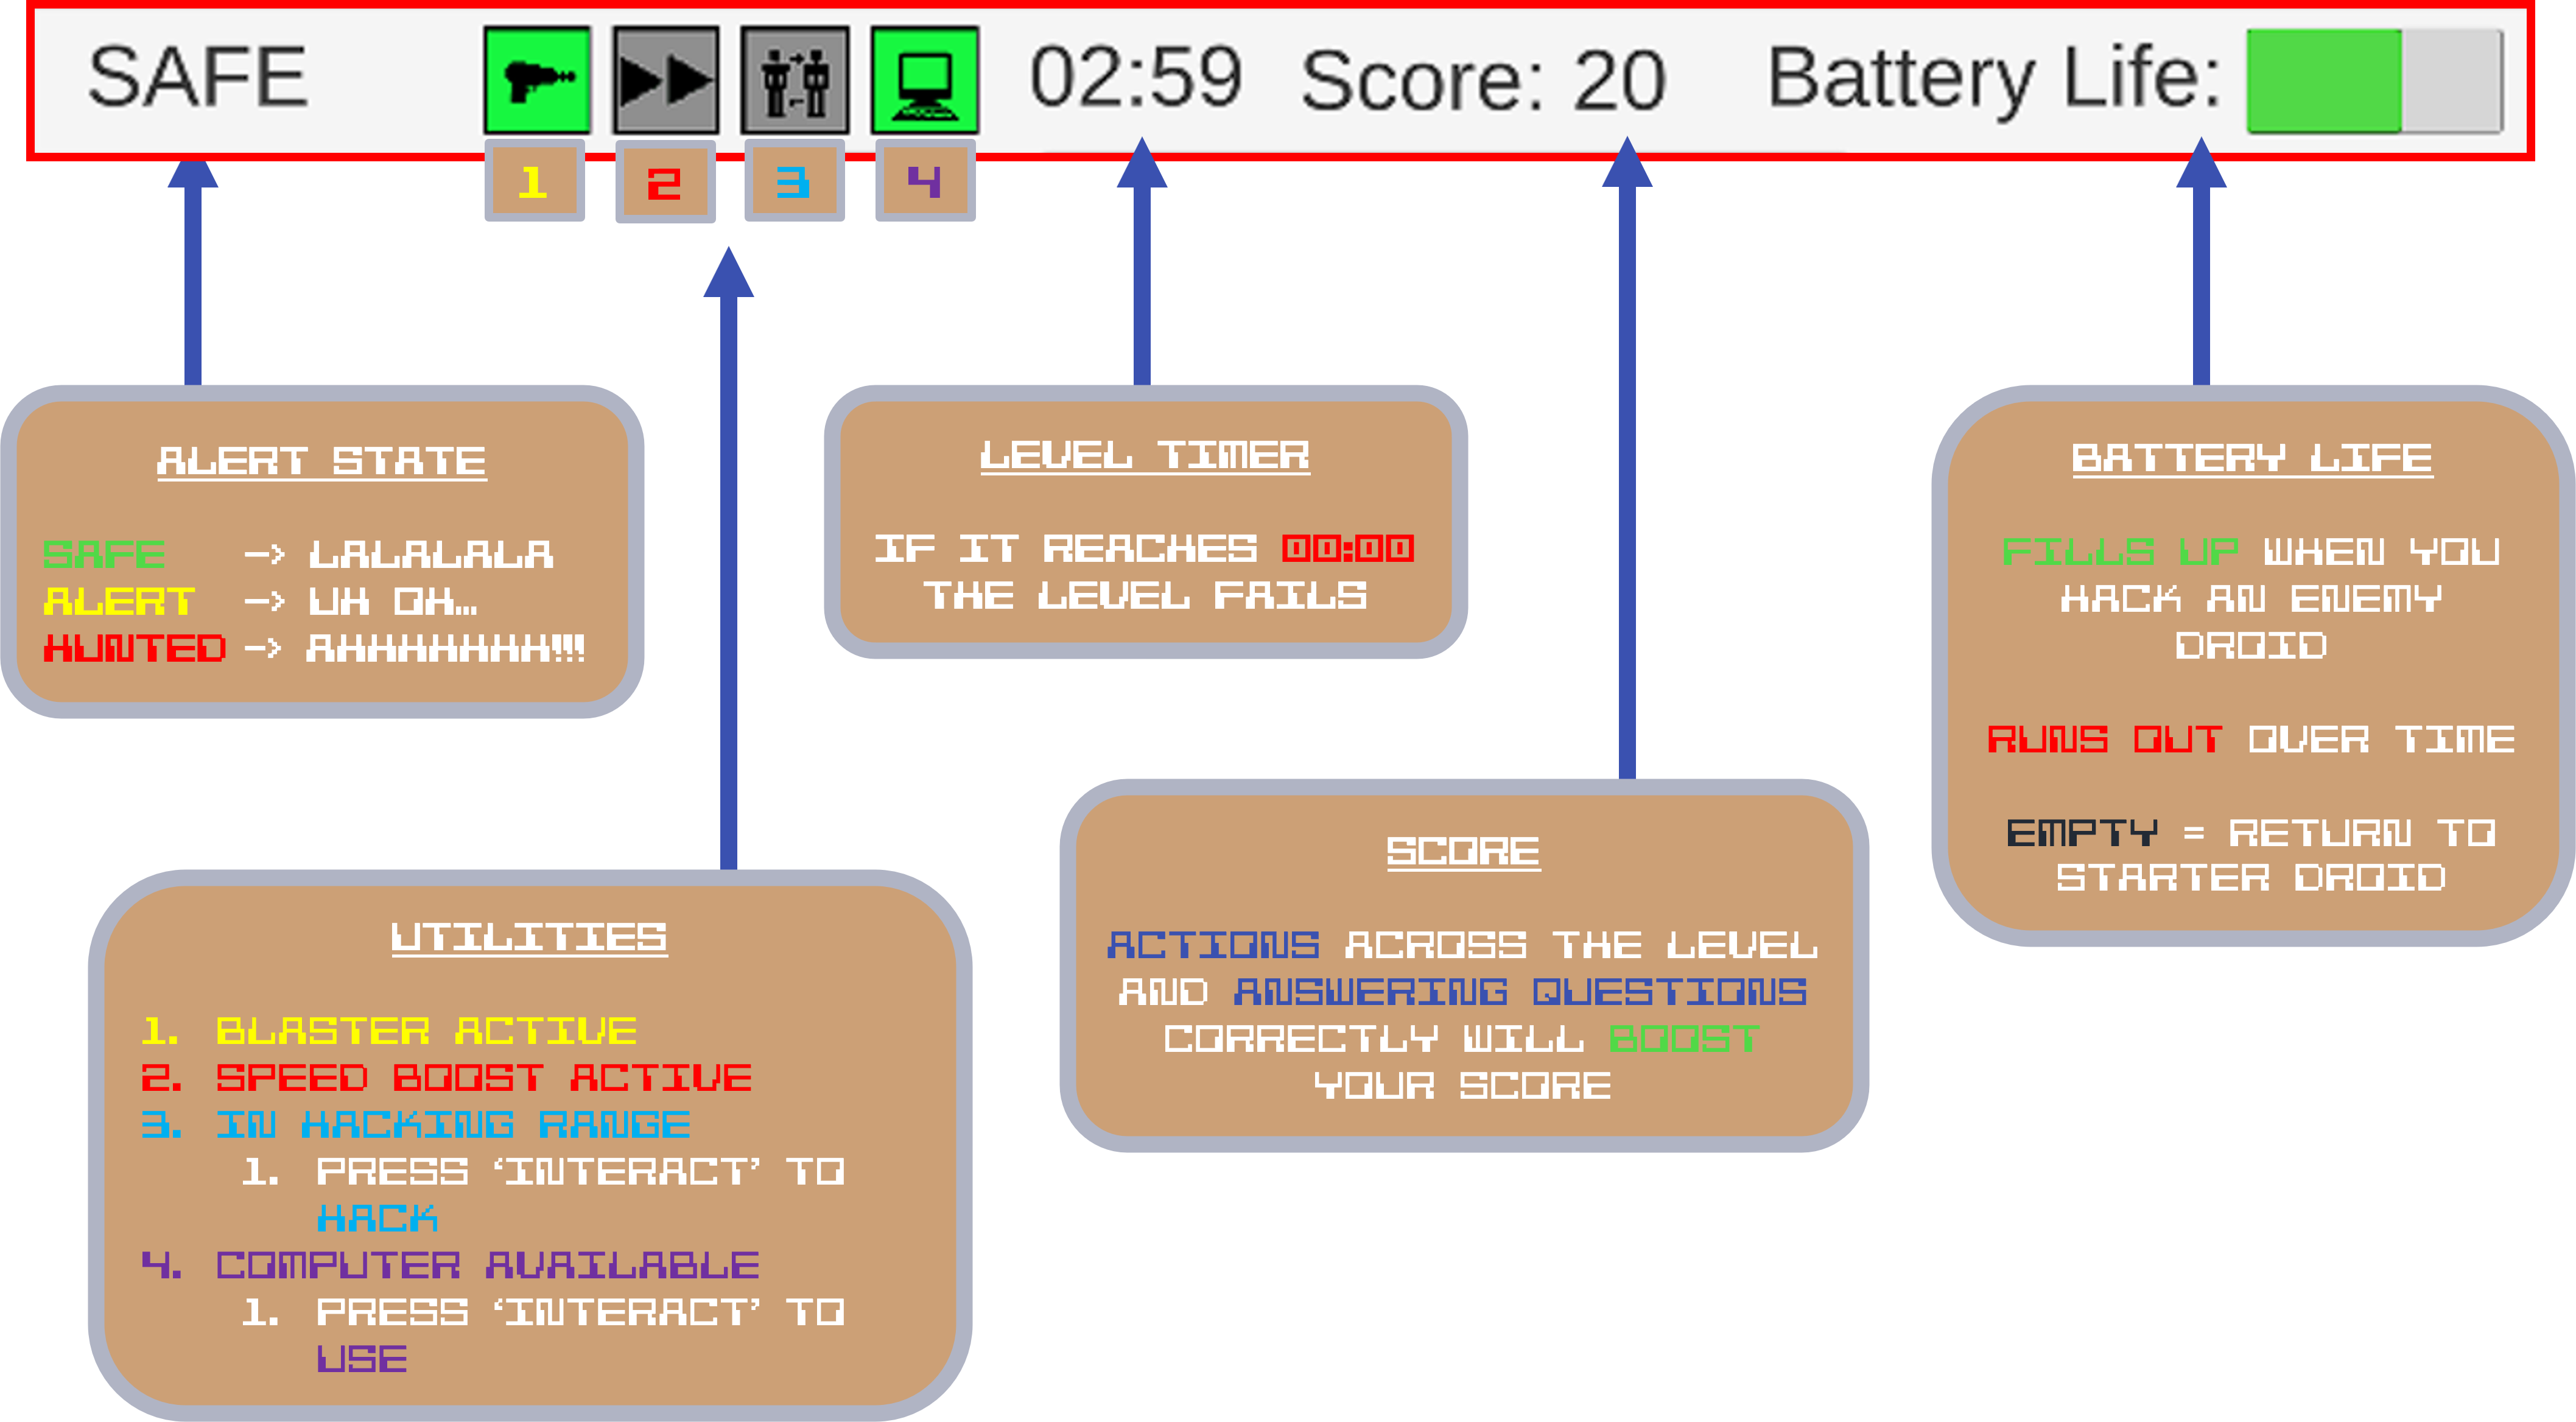 SAFE 02:59 Score: 20 Battery Life:
1 2 3 4
ALERT STATE
SAFE -> LALALALA
ALERT -> UH OH...
HUNTED -> AHHHHHHHH!!!
LEVEL TIMER
IF IT REACHES 00:00
THE LEVEL FAILS
BATTERY LIFE
FILLS UP WHEN YOU
HACK AN ENEMY
DROID
RUNS OUT OVER TIME
EMPTY = RETURN TO
STARTER DROID
UTILITIES
1. BLASTER ACTIVE
2. SPEED BOOST ACTIVE
3. IN HACKING RANGE
1. PRESS ‘INTERACT’ TO
HACK
4. COMPUTER AVAILABLE
1. PRESS ‘INTERACT’ TO
USE
SCORE
ACTIONS ACROSS THE LEVEL
AND ANSWERING QUESTIONS
CORRECTLY WILL BOOST
YOUR SCORE